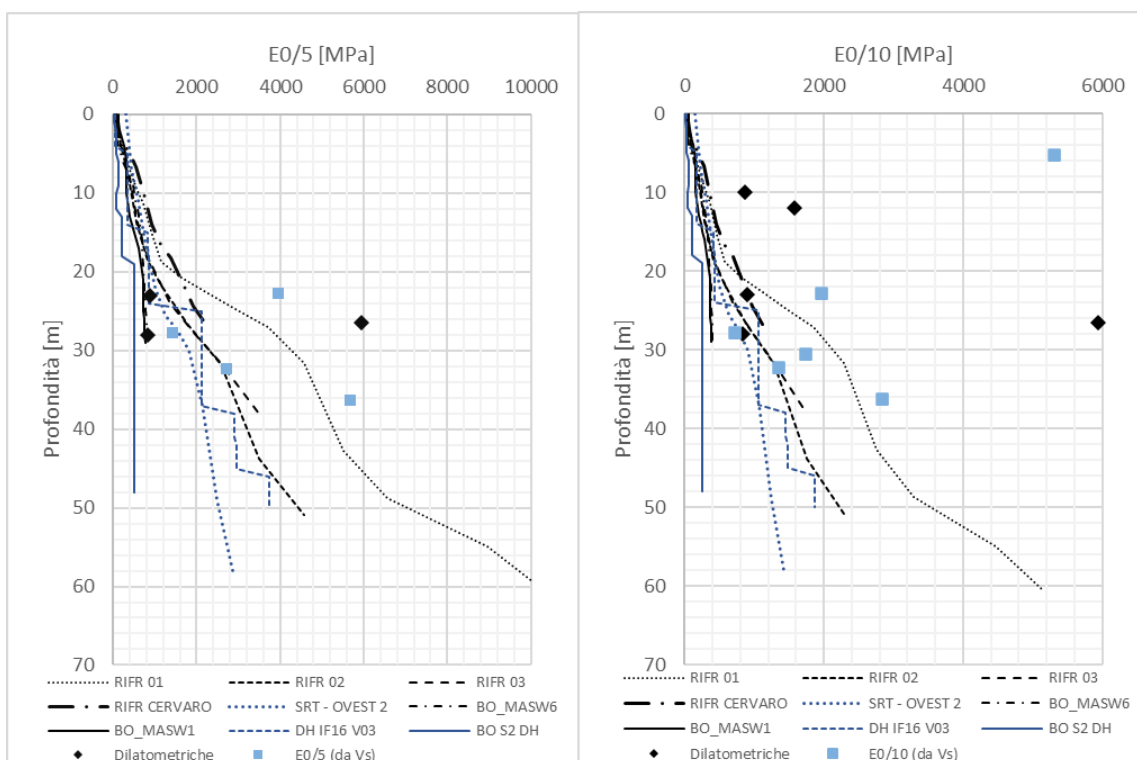 E0/5 [MPa]
0 2000 4000 6000 8000 10000
0
10
20
30
40
50
60
70
Profondità [m]
RIFR 01 RIFR 02 RIFR 03
RIFR CERVARO SRT - OVEST 2 BO_MASW6
BO_MASW1 DH IF16 V03 BO S2 DH
Dilatometriche E0/5 (da Vs)
E0/10 [MPa]
0 2000 4000 6000
0
10
20
30
40
50
60
70
Profondità [m]
RIFR 01 RIFR 02 RIFR 03
RIFR CERVARO SRT - OVEST 2 BO_MASW6
BO_MASW1 DH IF16 V03 BO S2 DH
Dilatometriche E0/10 (da Vs)